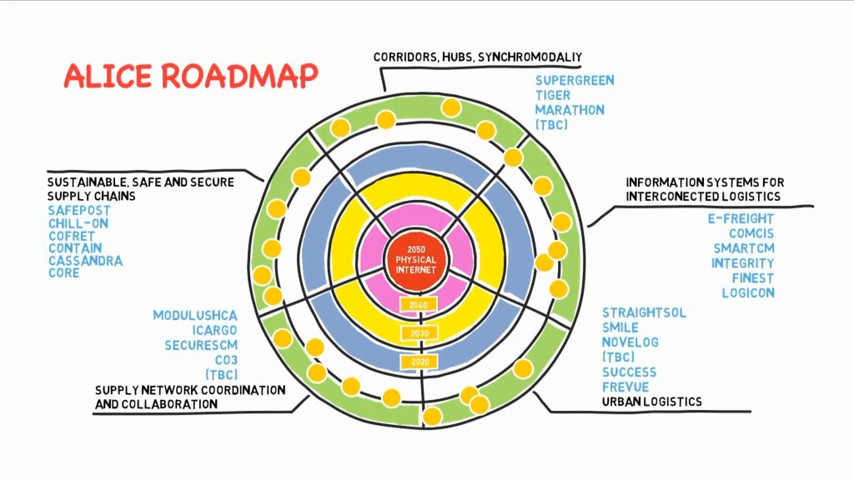 ALICE ROADMAP
CORRIDORS, HUBS, SYNCHROMODALIY
SUPERGREEN
TIGER
MARATHON
(TBC)
SUSTAINABLE, SAFE AND SECURE
SUPPLY CHAINS
SAFEPOST
CHILL-ON
COFRET
CONTAIN
CASSANDRA
CORE
INFORMATION SYSTEMS FOR
INTERCONNECTED LOGISTICS
E-FREIGHT
COMCIS
SMARTCM
INTEGRITY
FINEST
LOGICON
2050
PHYSICAL
INTERNET
2040
2030
2020
MODULUSHCA
ICARGO
SECURESCM
CO3
(TBC)
SUPPLY NETWORK COORDINATION
AND COLLABORATION
STRAIGHTSOL
SMILE
NOVELOG
(TBC)
SUCCESS
FREVUE
URBAN LOGISTICS